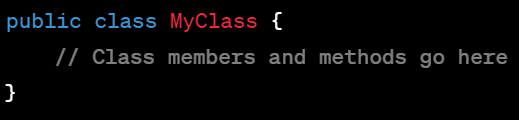 public class MyClass {
    // Class members and methods go here
}